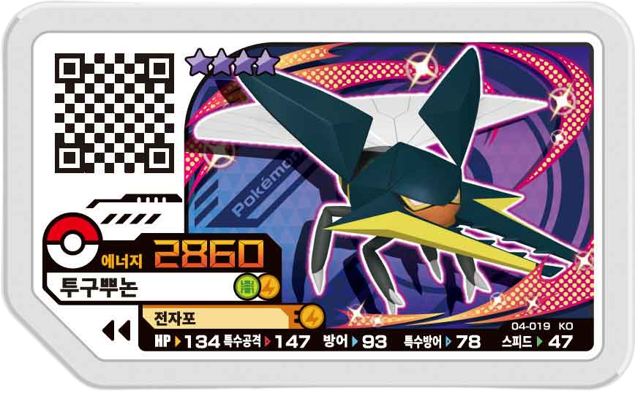 Pokémon
에너지 2860
투구뿌논
전자포
04-019 KO
HP 134 특수공격 147 방어 93 특수방어 78 스피드 47